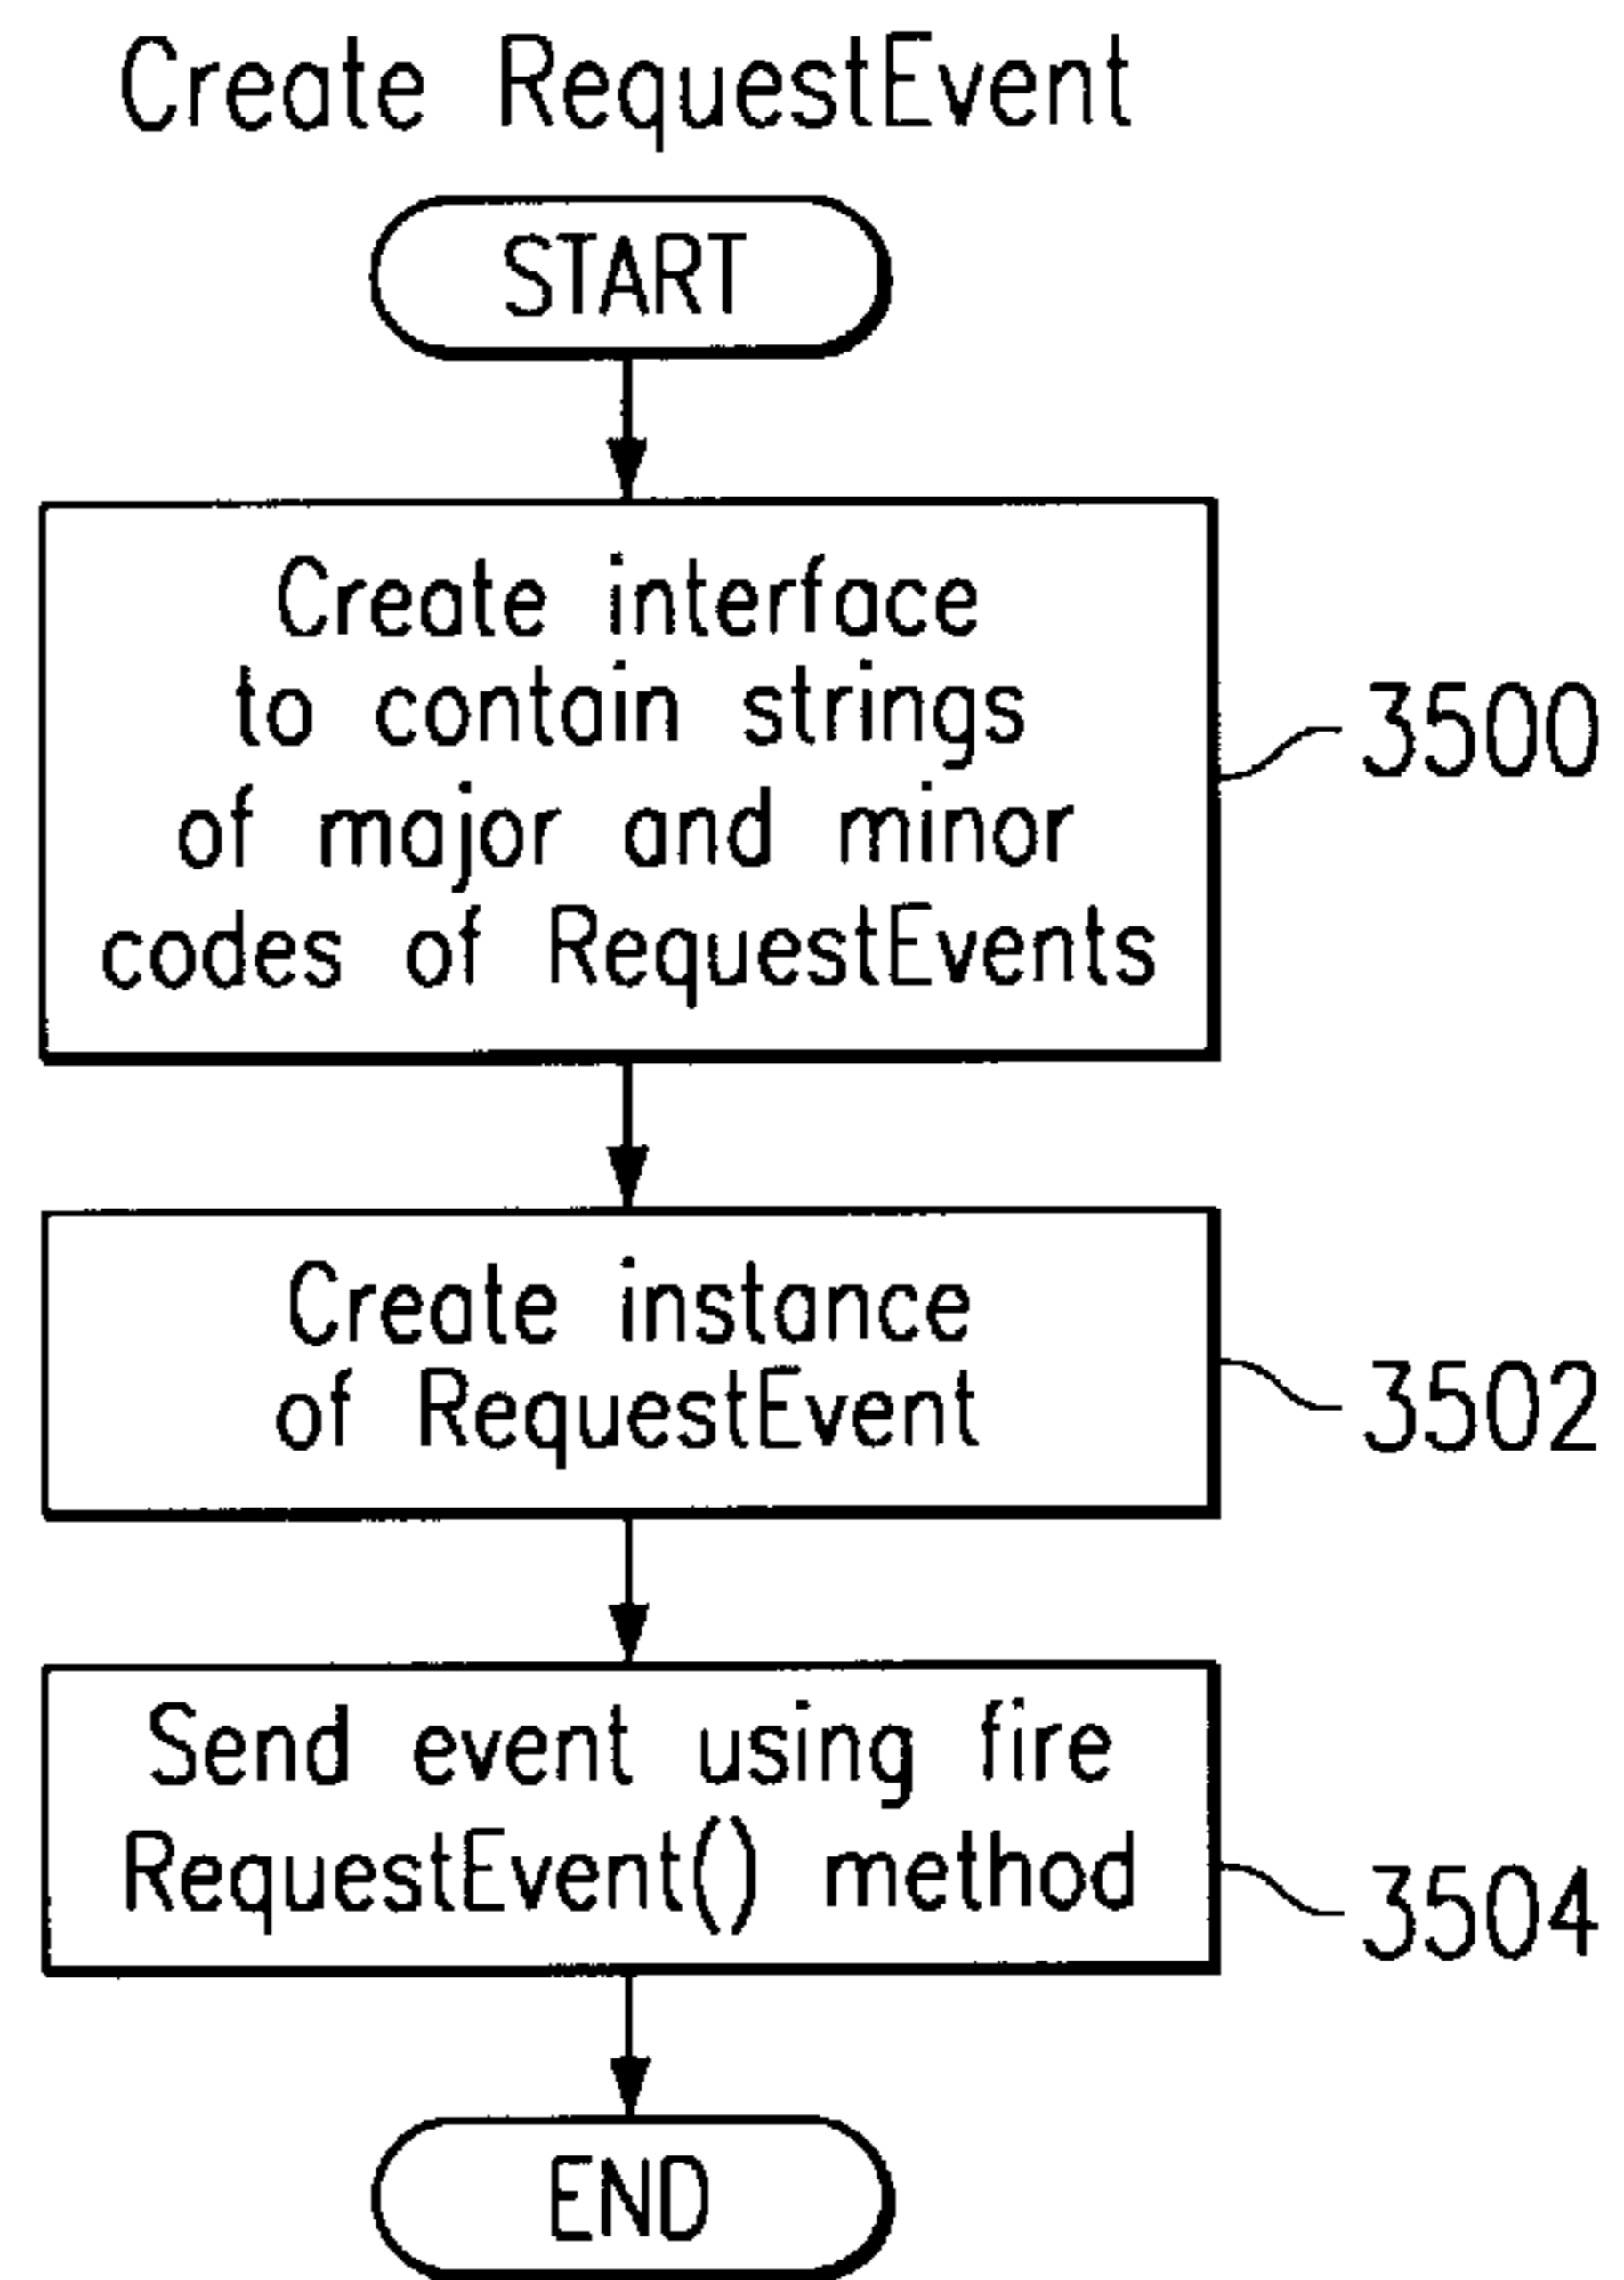 Create RequestEvent
START
Create interface
to contain strings
of major and minor
codes of RequestEvents
3500
Create instance
of RequestEvent
3502
Send event using fire
RequestEvent() method
3504
END